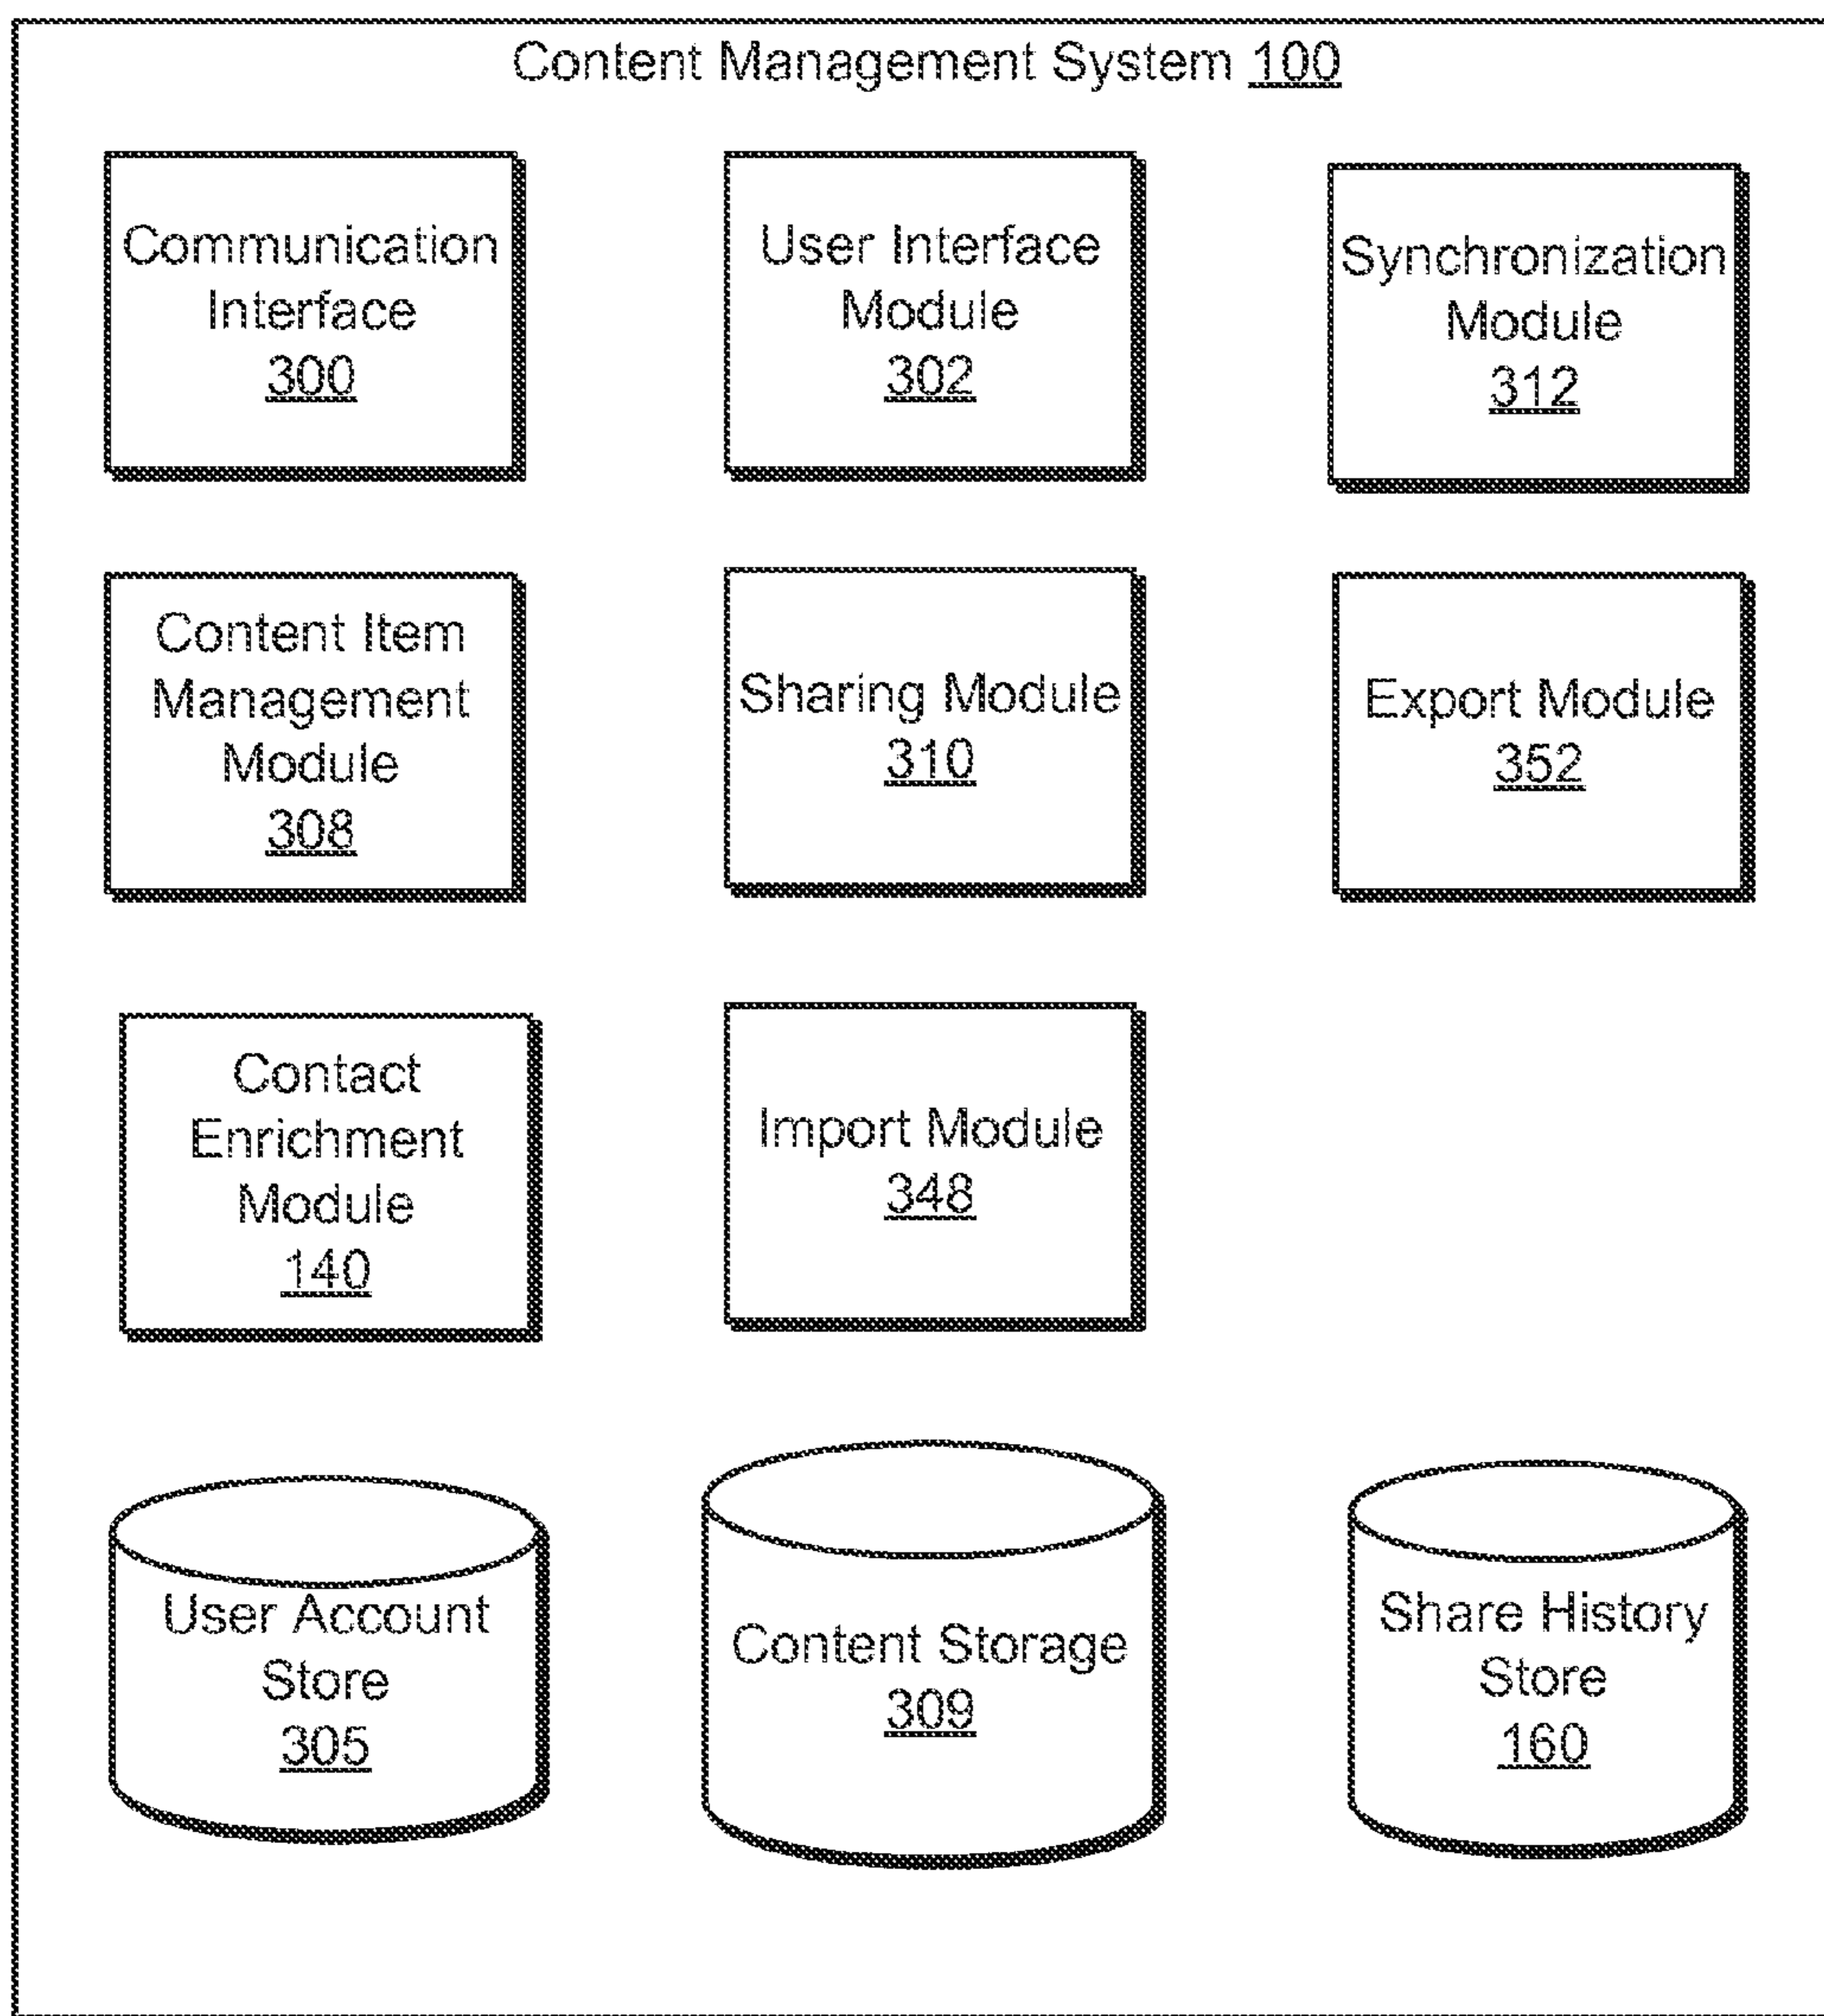 Content Management System 100
Communication
Interface
300
User Interface
Module
302
Synchronization
Module
312
Content Item
Management
Module
308
Sharing Module
310
Export Module
352
Contact
Enrichment
Module
140
Import Module
348
User Account
Store
305
Content Storage
309
Share History
Store
160